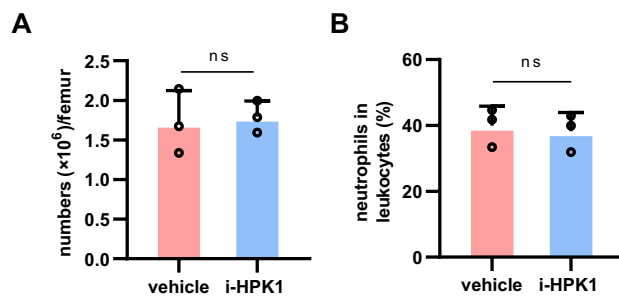 A
numbers (×10⁶)/femur
2.5
2.0
1.5
1.0
0.5
0.0
ns
vehicle
i-HPK1
B
neutrophils in
leukocytes (%)
60
40
20
0
ns
vehicle
i-HPK1